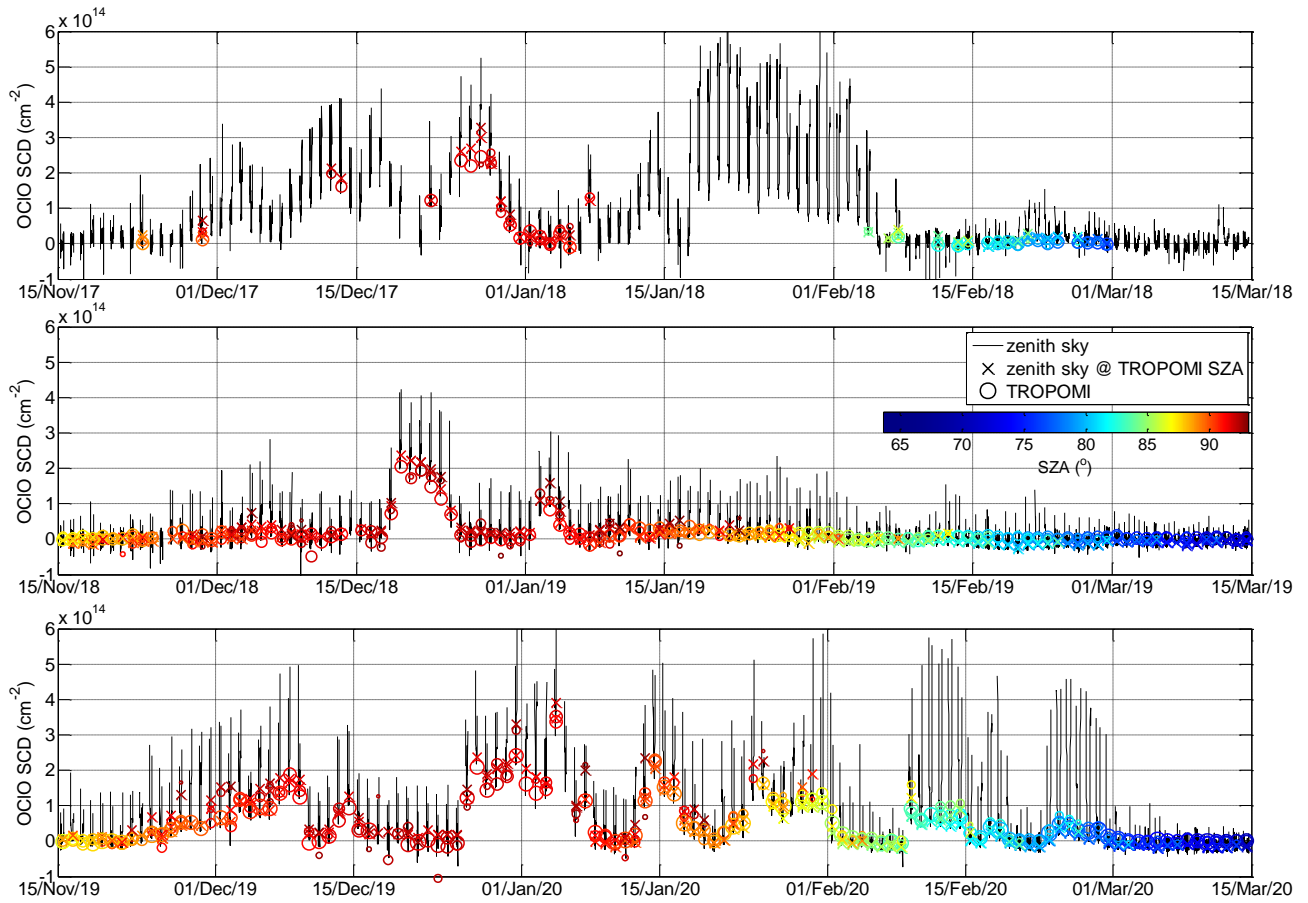 x 10^14
6
5
4
3
2
1
0
-1
OClO SCD (cm^-2)
15/Nov/17 01/Dec/17 15/Dec/17 01/Jan/18 15/Jan/18 01/Feb/18 15/Feb/18 01/Mar/18 15/Mar/18
x 10^14
6
5
4
3
2
1
0
-1
OClO SCD (cm^-2)
zenith sky
zenith sky @ TROPOMI SZA
TROPOMI
65 70 75 80 85 90
SZA (°)
15/Nov/18 01/Dec/18 15/Dec/18 01/Jan/19 15/Jan/19 01/Feb/19 15/Feb/19 01/Mar/19 15/Mar/19
x 10^14
6
5
4
3
2
1
0
-1
OClO SCD (cm^-2)
15/Nov/19 01/Dec/19 15/Dec/19 01/Jan/20 15/Jan/20 01/Feb/20 15/Feb/20 01/Mar/20 15/Mar/20